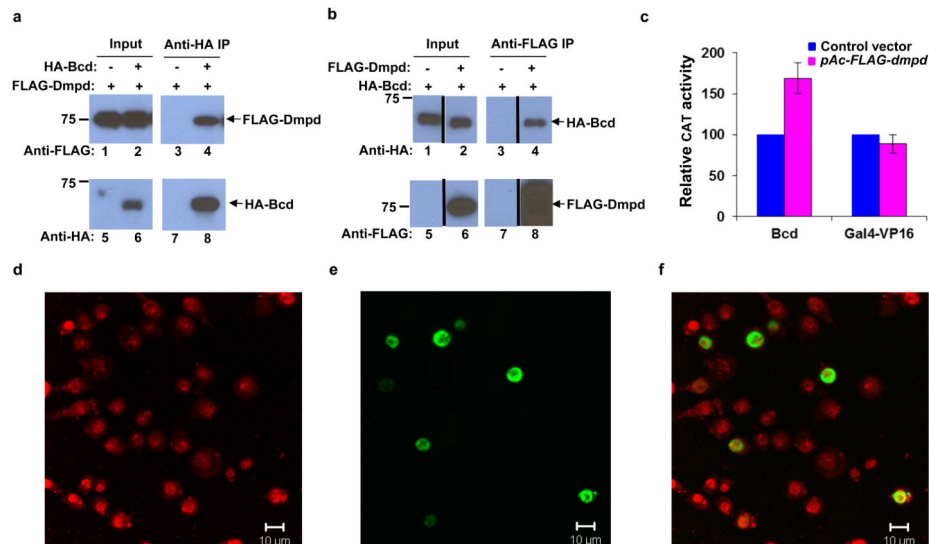 a
Input Anti-HA IP
HA-Bcd: - + - +
FLAG-Dmpd: + + + +
75
FLAG-Dmpd
Anti-FLAG: 1 2 3 4
75
HA-Bcd
Anti-HA: 5 6 7 8
b
Input Anti-FLAG IP
FLAG-Dmpd: - + - +
HA-Bcd: + + + +
75
HA-Bcd
Anti-HA: 1 2 3 4
75
FLAG-Dmpd
Anti-FLAG: 5 6 7 8
c
Control vector
pAc-FLAG-dmpd
Relative CAT activity
200
150
100
50
0
Bcd Gal4-VP16
d
10 µm
e
10 µm
f
10 µm